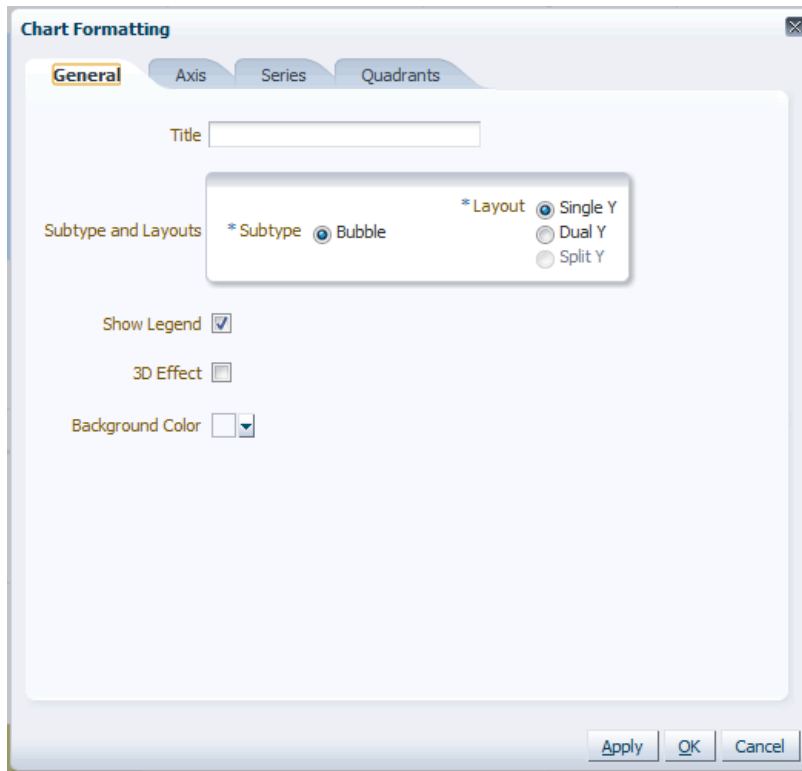 Chart Formatting
General Axis Series Quadrants
Title
Subtype and Layouts * Subtype Bubble * Layout Single Y
Dual Y
Split Y
Show Legend
3D Effect
Background Color
Apply OK Cancel